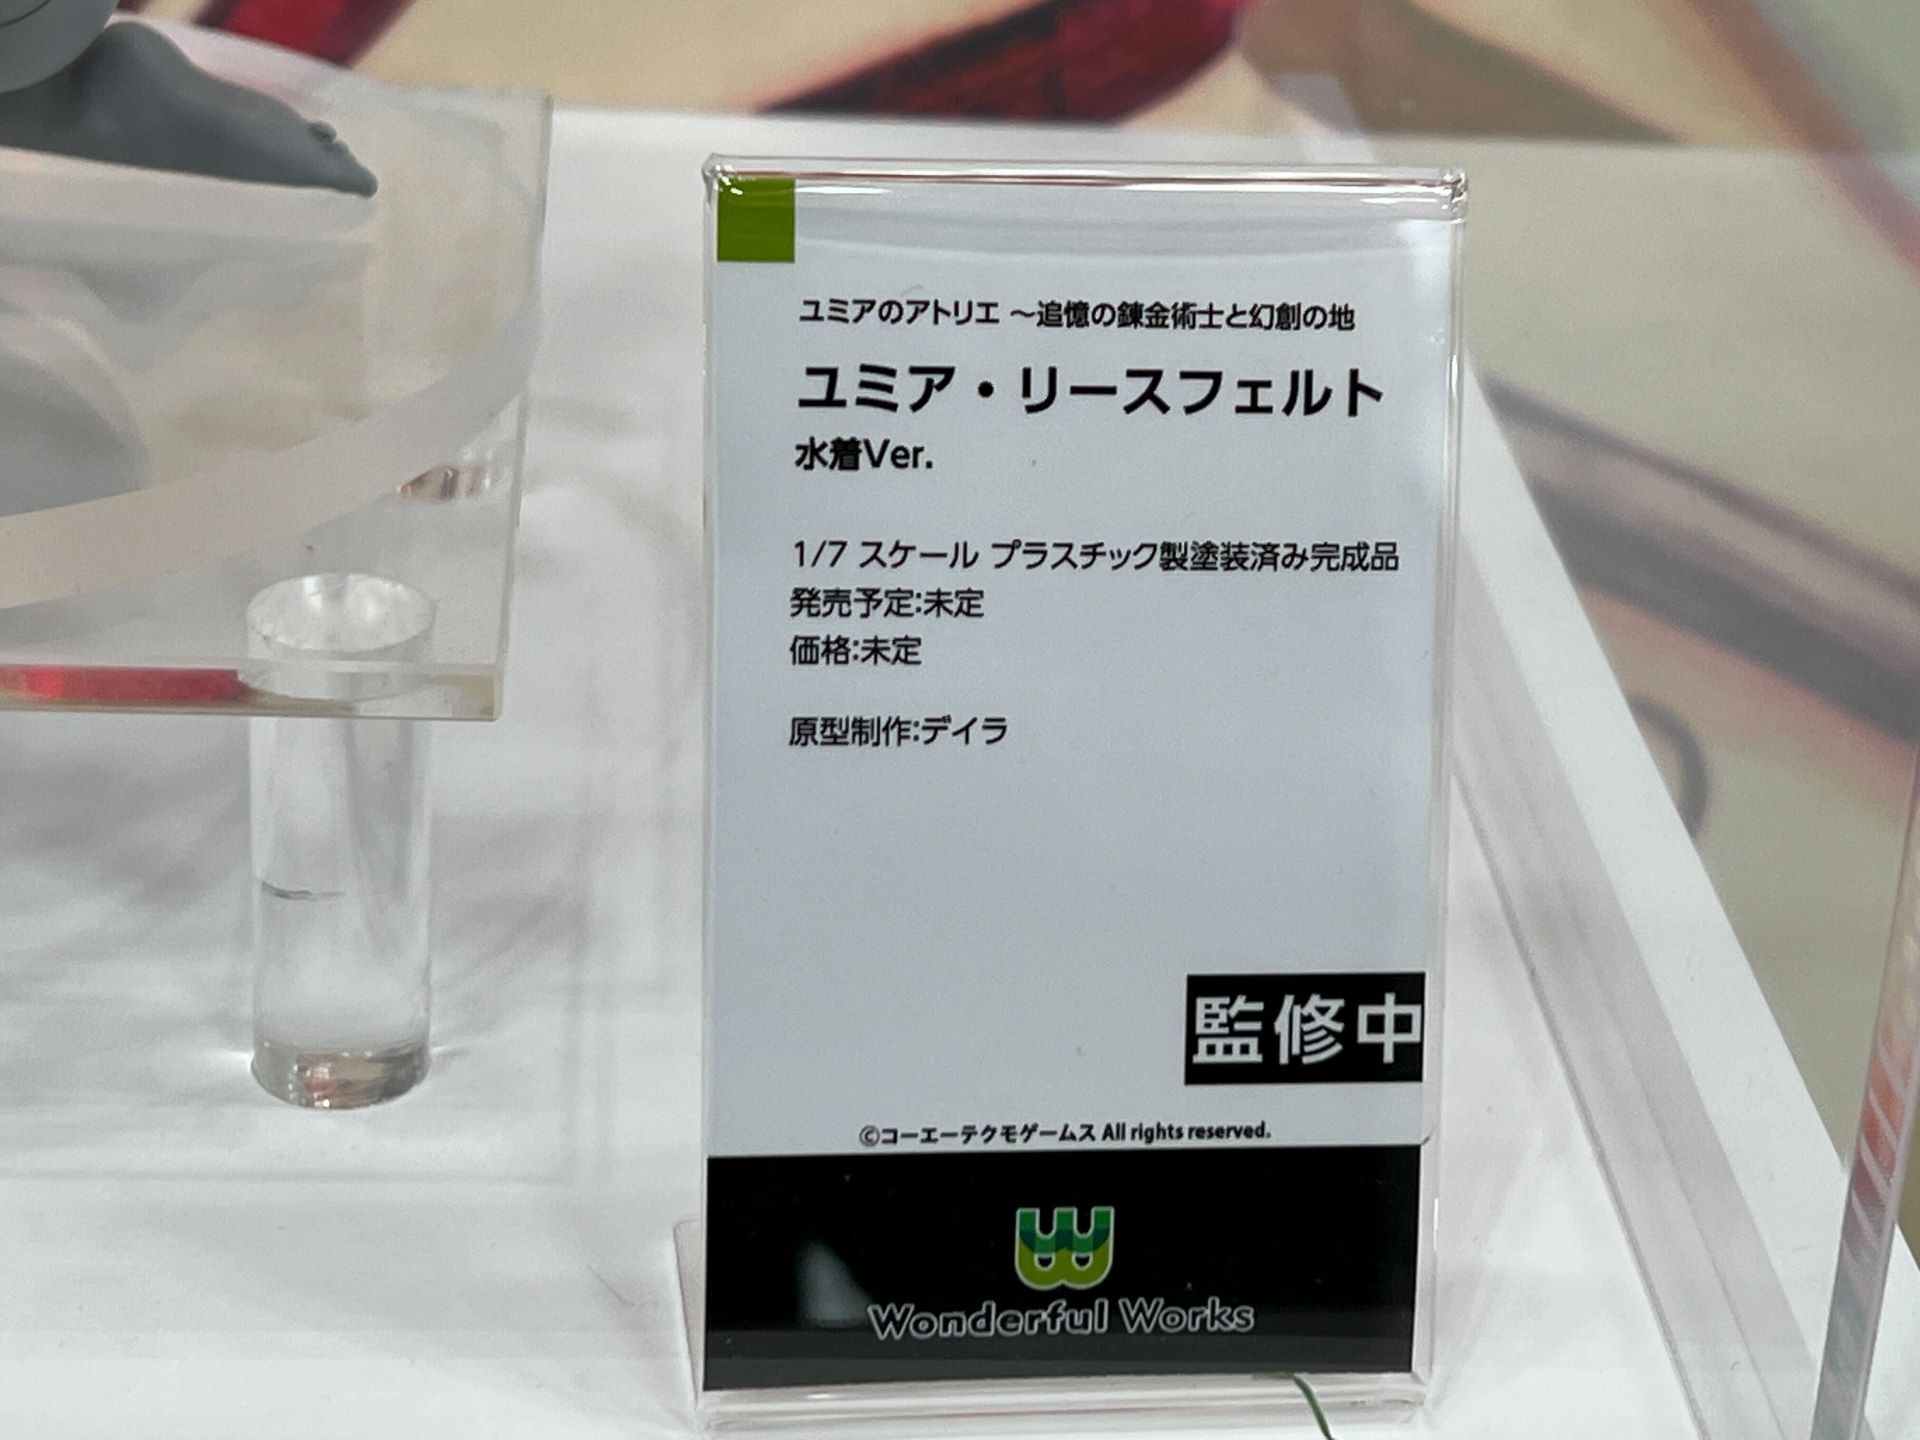 ユミアのアトリエ ～追憶の錬金術士と幻創の地
ユミア・リースフェルト
水着Ver.
1/7 スケール プラスチック製塗装済み完成品
発売予定:未定
価格:未定
原型制作:デイラ
監修中
©コーエーテクモゲームス All rights reserved.
Wonderful Works